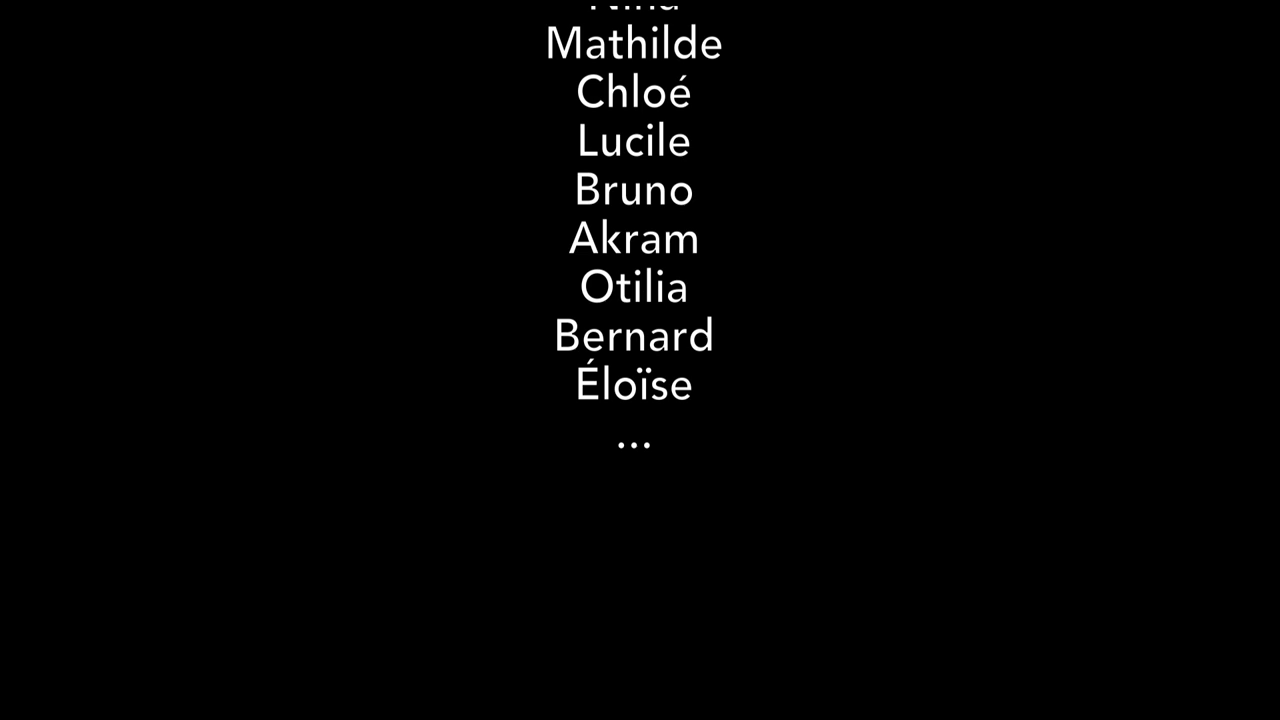 Mathilde
Chloé
Lucile
Bruno
Akram
Otilia
Bernard
Éloïse
...